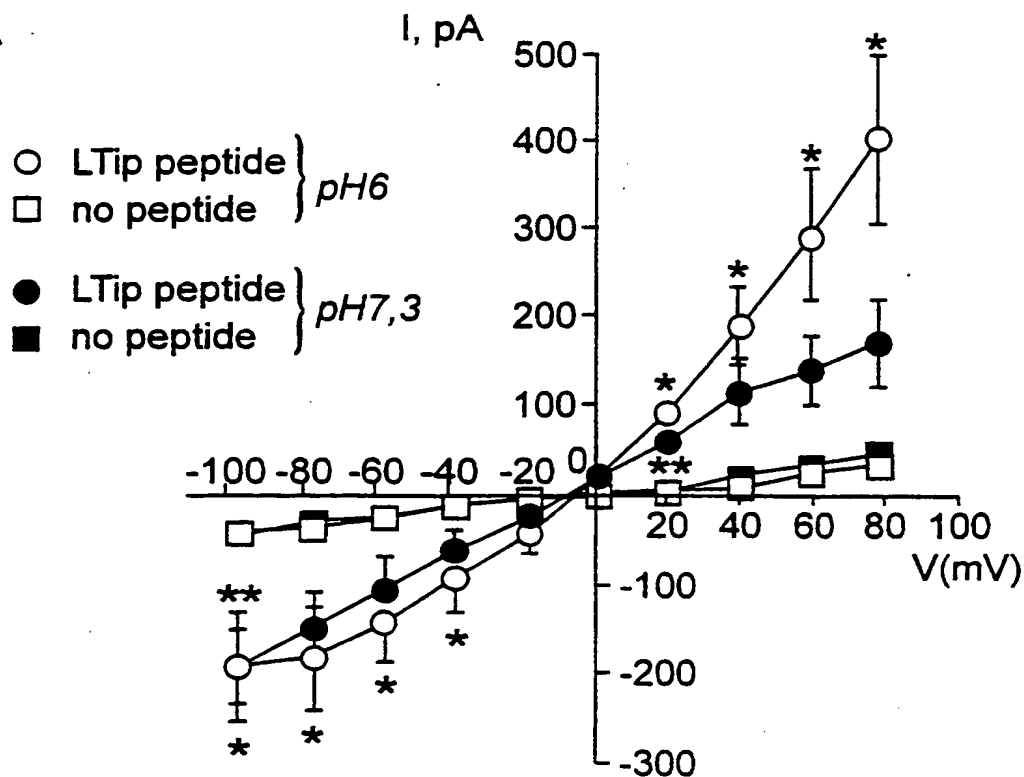 I, pA
500
*
400
*
LTip peptide
no peptide
pH6
300
*
LTip peptide
no peptide
pH7,3
200
*
100
-100 -80 -60 -40 -20 0
**
20 40 60 80 100
V(mV)
**
-100
*
*
-200
*
*
-300